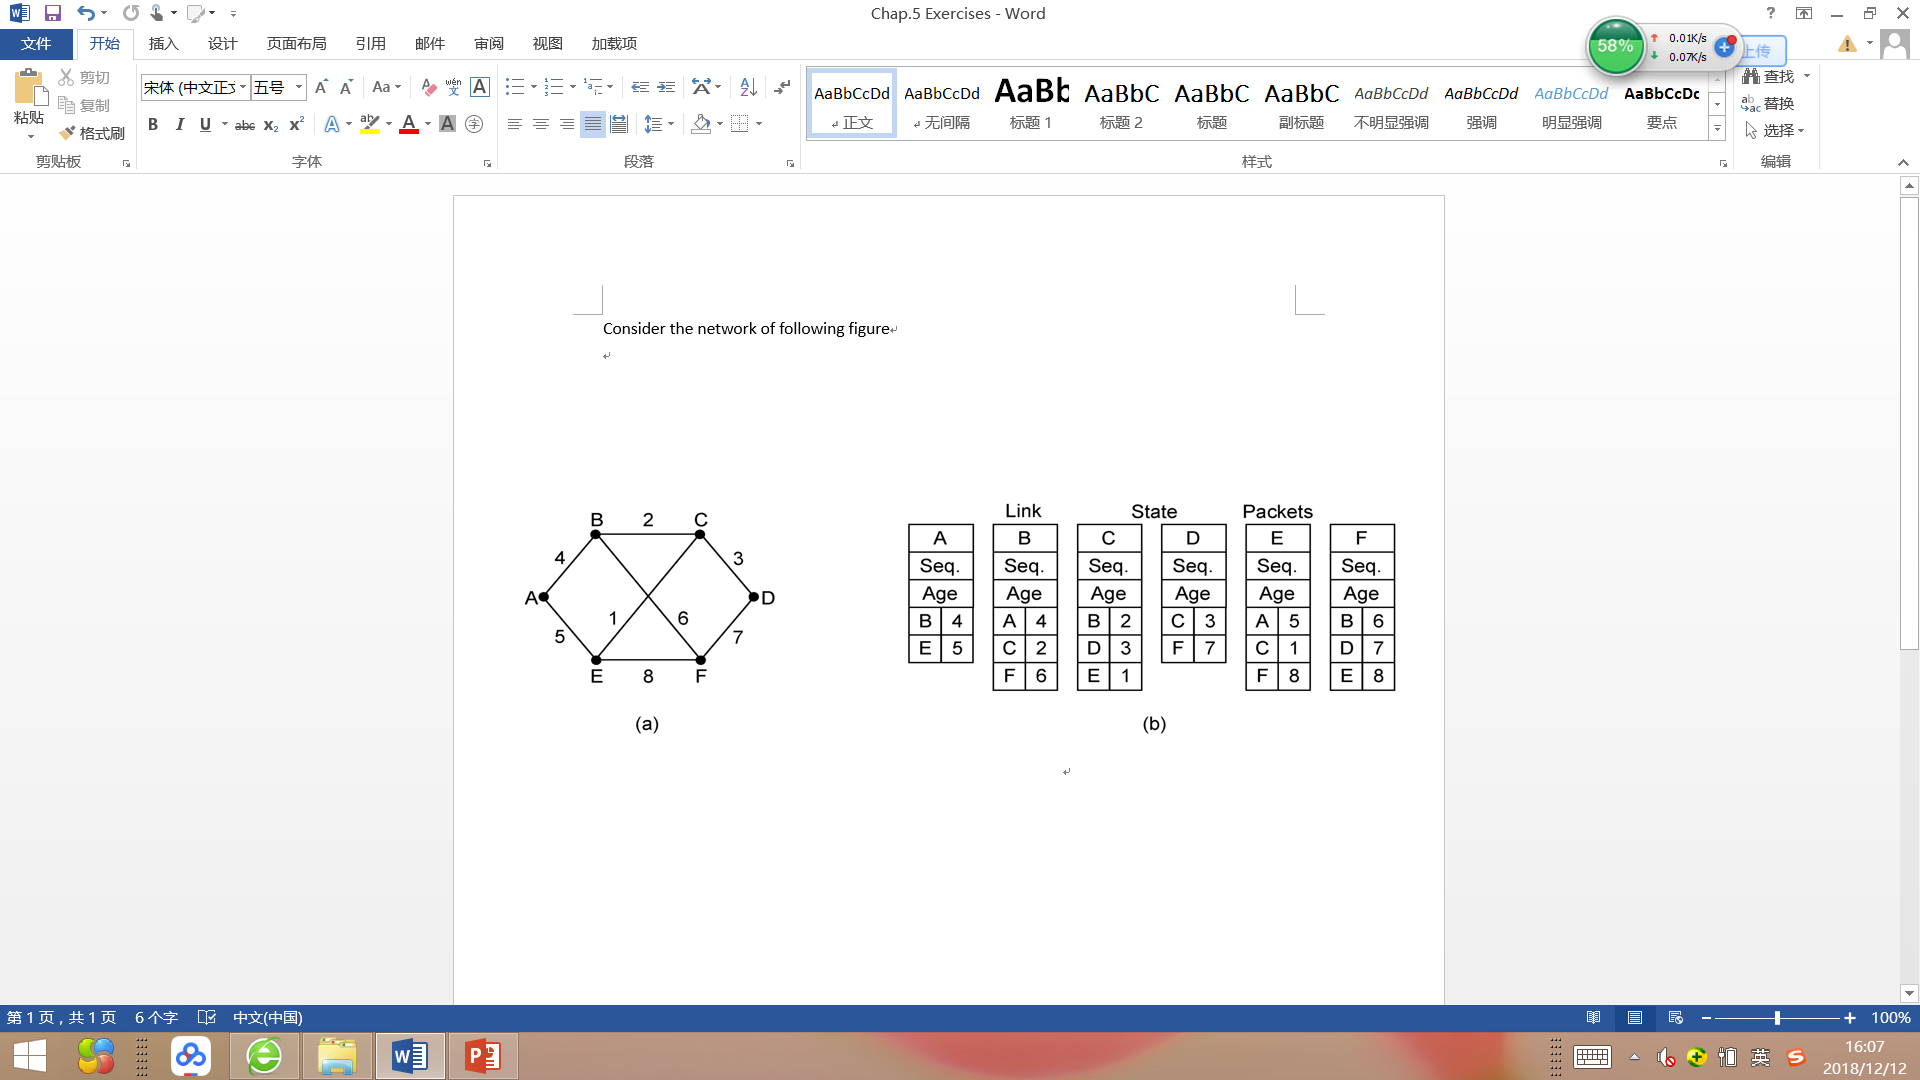 Chap.5 Exercises - Word
文件 开始 插入 设计 页面布局 引用 邮件 审阅 视图 加载项
58% 0.01K/s 0.07K/s 上传
粘贴 剪切 复制 格式刷
剪贴板
宋体 (中文正文 五号
字体
段落
AaBbCcDd AaBbCcDd AaBb AaBbC AaBbC AaBbC AaBbCcDd AaBbCcDd AaBbCcDd AaBbCcDc
正文 无间隔 标题 1 标题 2 标题 副标题 不明显强调 强调 明显强调 要点
样式
查找
替换
选择
编辑
Consider the network of following figure
B 2 C
4 3
A D
1 6
5 7
E 8 F
(a)
Link State Packets
A B C D E F
Seq. Seq. Seq. Seq. Seq. Seq.
Age Age Age Age Age Age
B 4 A 4 B 2 C 3 A 5 B 6
E 5 C 2 D 3 F 7 C 1 D 7
F 6 E 1 F 8 E 8
(b)
第 1 页，共 1 页 6 个字 中文(中国) 100%
英 16:07
2018/12/12